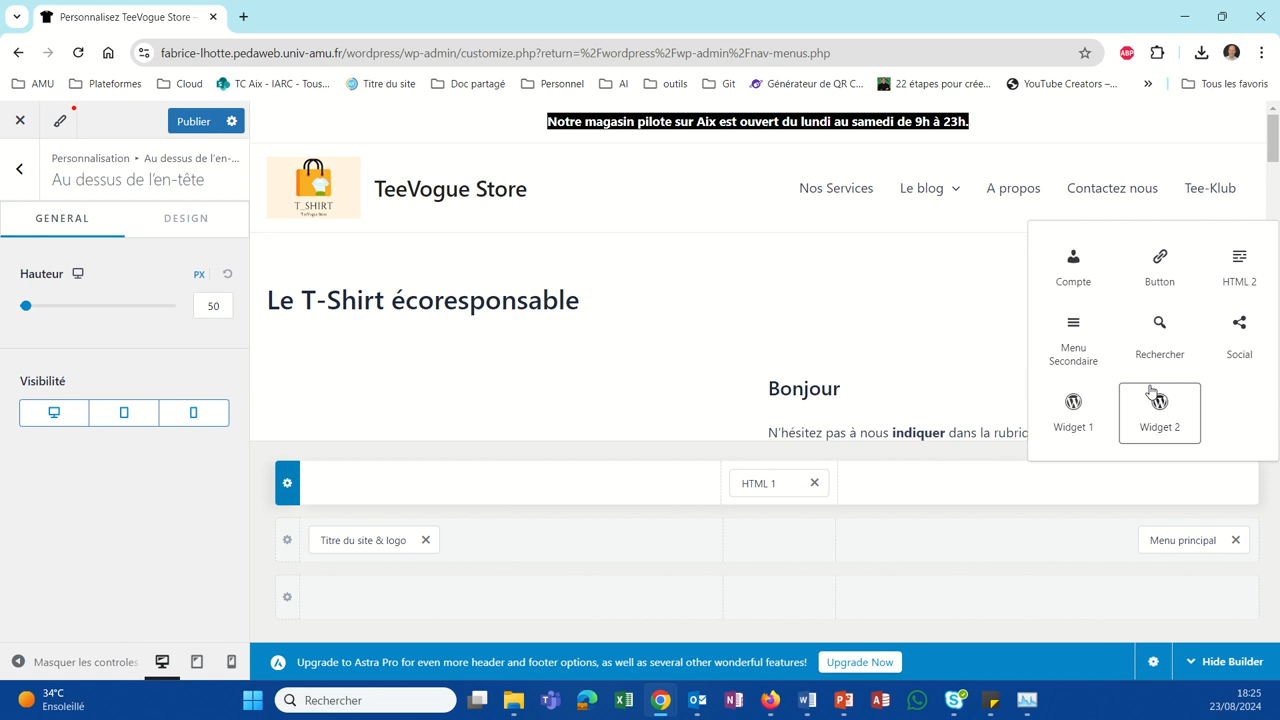 Personnalisez TeeVogue Store –
fabrice-lhotte.pedaweb.univ-amu.fr/wordpress/wp-admin/customize.php?return=%2Fwordpress%2Fwp-admin%2Fnav-menus.php
AMU
Plateformes
Cloud
TC Aix - IARC - Tous...
Titre du site
Doc partagé
Personnel
AI
outils
Git
Générateur de QR C...
22 étapes pour crée...
YouTube Creators –...
»
Tous les favoris
Publier
Notre magasin pilote sur Aix est ouvert du lundi au samedi de 9h à 23h.
Personnalisation ▸ Au dessus de l'en-...
Au dessus de l'en-tête
T_SHIRT
TeeVogue Store
TeeVogue Store
Nos Services
Le blog
A propos
Contactez nous
Tee-Klub
GENERAL
DESIGN
Hauteur
PX
50
Visibilité
Le T-Shirt écoresponsable
Compte
Button
HTML 2
Menu
Secondaire
Rechercher
Social
Widget 1
Widget 2
Bonjour
N'hésitez pas à nous indiquer dans la rubri
HTML 1
Titre du site & logo
Menu principal
Masquer les controles
Upgrade to Astra Pro for even more header and footer options, as well as several other wonderful features!
Upgrade Now
Hide Builder
34°C
Ensoleillé
Rechercher
18:25
23/08/2024